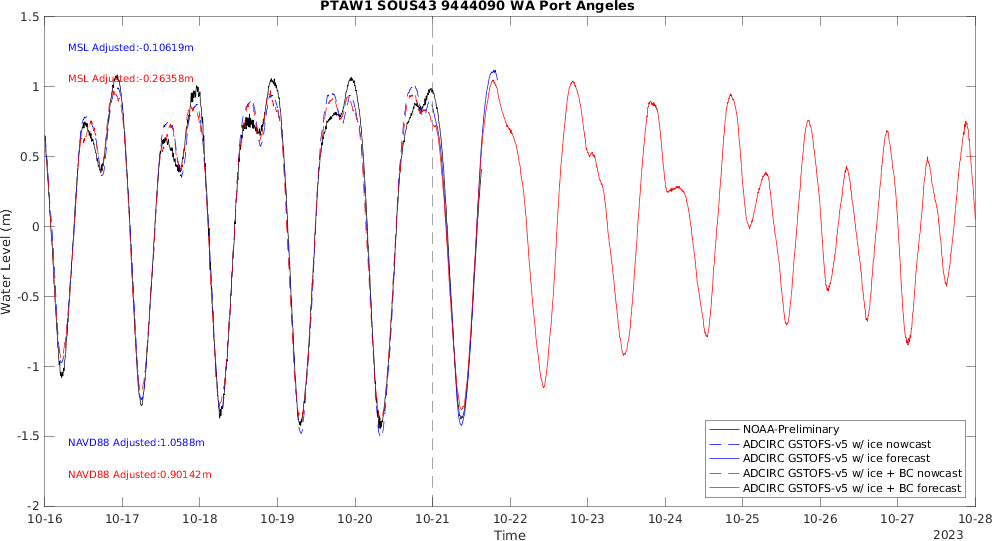 PTAW1 SOUS43 9444090 WA Port Angeles
1.5
1
0.5
0
-0.5
-1
-1.5
-2
Water Level (m)
MSL Adjusted:-0.10619m
MSL Adjusted:-0.26358m
NAVD88 Adjusted:1.0588m
NAVD88 Adjusted:0.90142m
NOAA-Preliminary
ADCIRC GSTOFS-v5 w/ ice nowcast
ADCIRC GSTOFS-v5 w/ ice forecast
ADCIRC GSTOFS-v5 w/ ice + BC nowcast
ADCIRC GSTOFS-v5 w/ ice + BC forecast
10-16 10-17 10-18 10-19 10-20 10-21 10-22 10-23 10-24 10-25 10-26 10-27 10-28
Time
2023